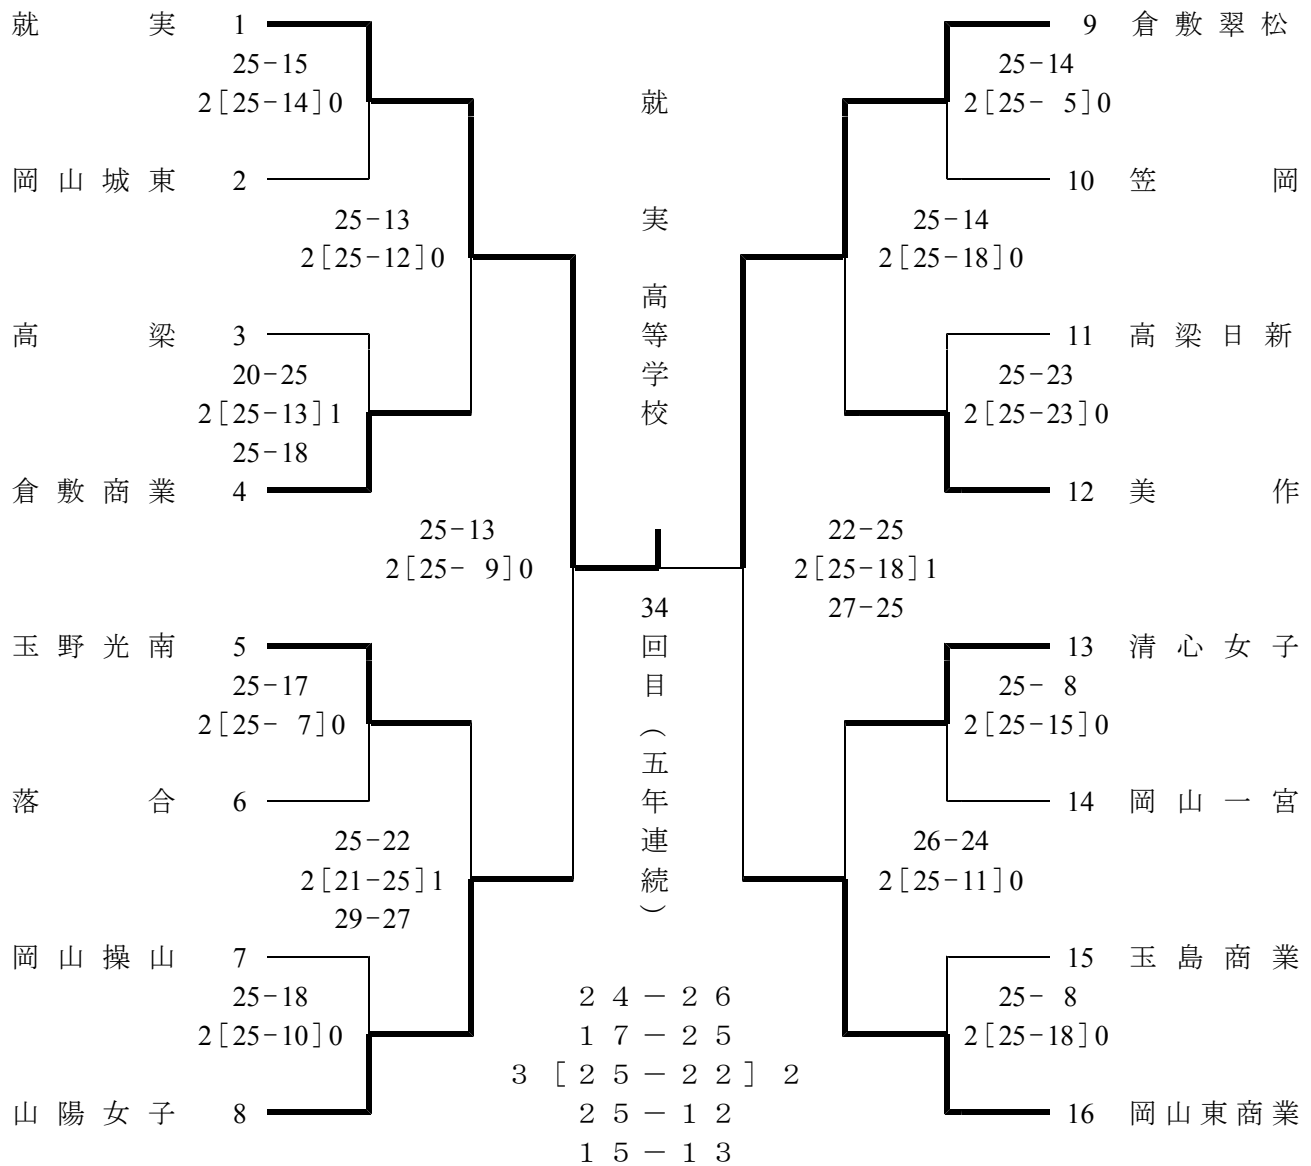 就実 1
25-15
2[25-14]0
岡山城東 2
25-13
2[25-12]0
高梁 3
20-25
2[25-13]1
25-18
倉敷商業 4
25-13
2[25- 9]0
玉野光南 5
25-17
2[25- 7]0
落合 6
25-22
2[21-25]1
29-27
岡山操山 7
25-18
2[25-10]0
山陽女子 8
就実高等学校
34回目(五年連続)
24-26
17-25
3[25-22]2
25-12
15-13
9 倉敷翠松
25-14
2[25- 5]0
10 笠岡
25-14
2[25-18]0
11 高梁日新
25-23
2[25-23]0
12 美作
22-25
2[25-18]1
27-25
13 清心女子
25- 8
2[25-15]0
14 岡山一宮
26-24
2[25-11]0
15 玉島商業
25- 8
2[25-18]0
16 岡山東商業